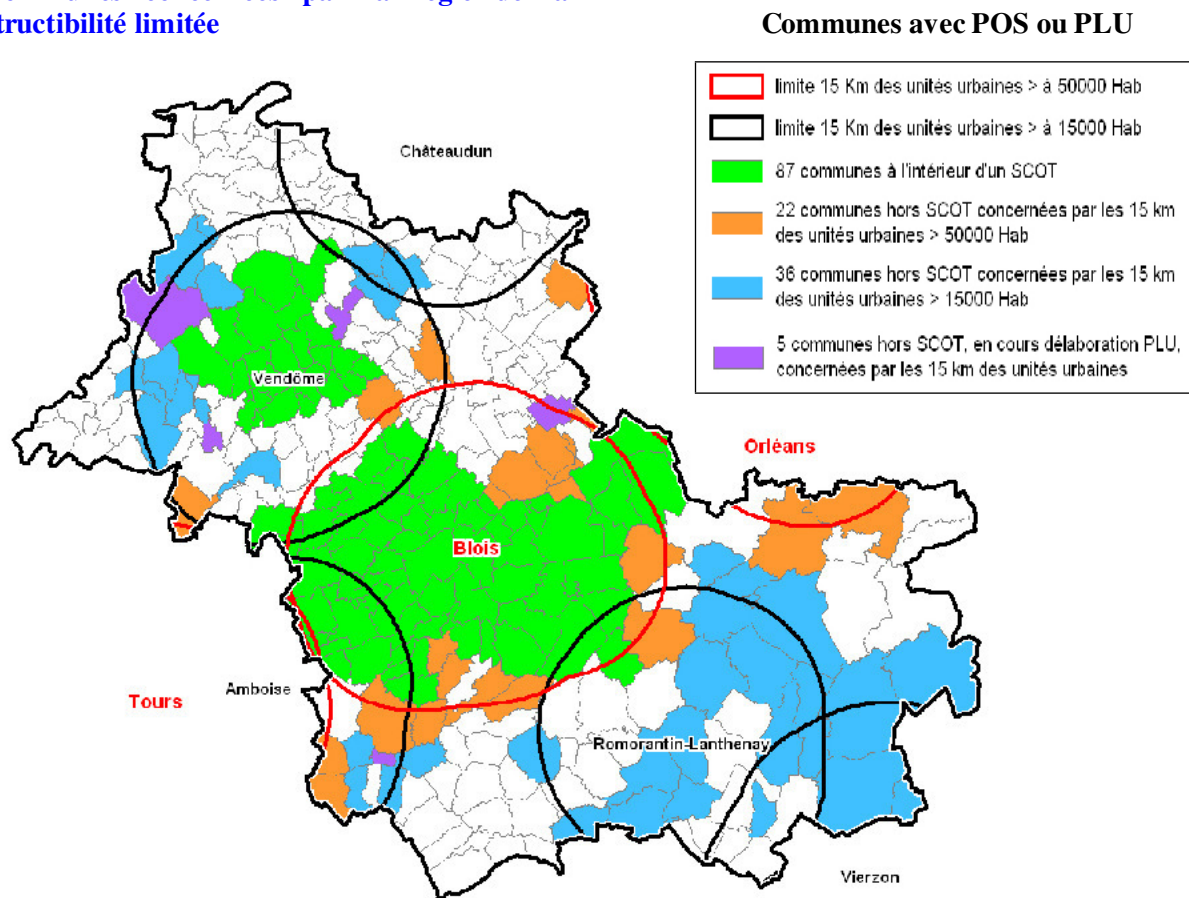 tructibilité limitée
Communes avec POS ou PLU
limite 15 Km des unités urbaines > à 50000 Hab
limite 15 Km des unités urbaines > à 15000 Hab
87 communes à l'intérieur d'un SCOT
22 communes hors SCOT concernées par les 15 km
des unités urbaines > 50000 Hab
36 communes hors SCOT concernées par les 15 km
des unités urbaines > 15000 Hab
5 communes hors SCOT, en cours délaboration PLU,
concernées par les 15 km des unités urbaines
Châteaudun
Vendôme
Orléans
Blois
Amboise
Tours
Romorantin-Lanthenay
Vierzon